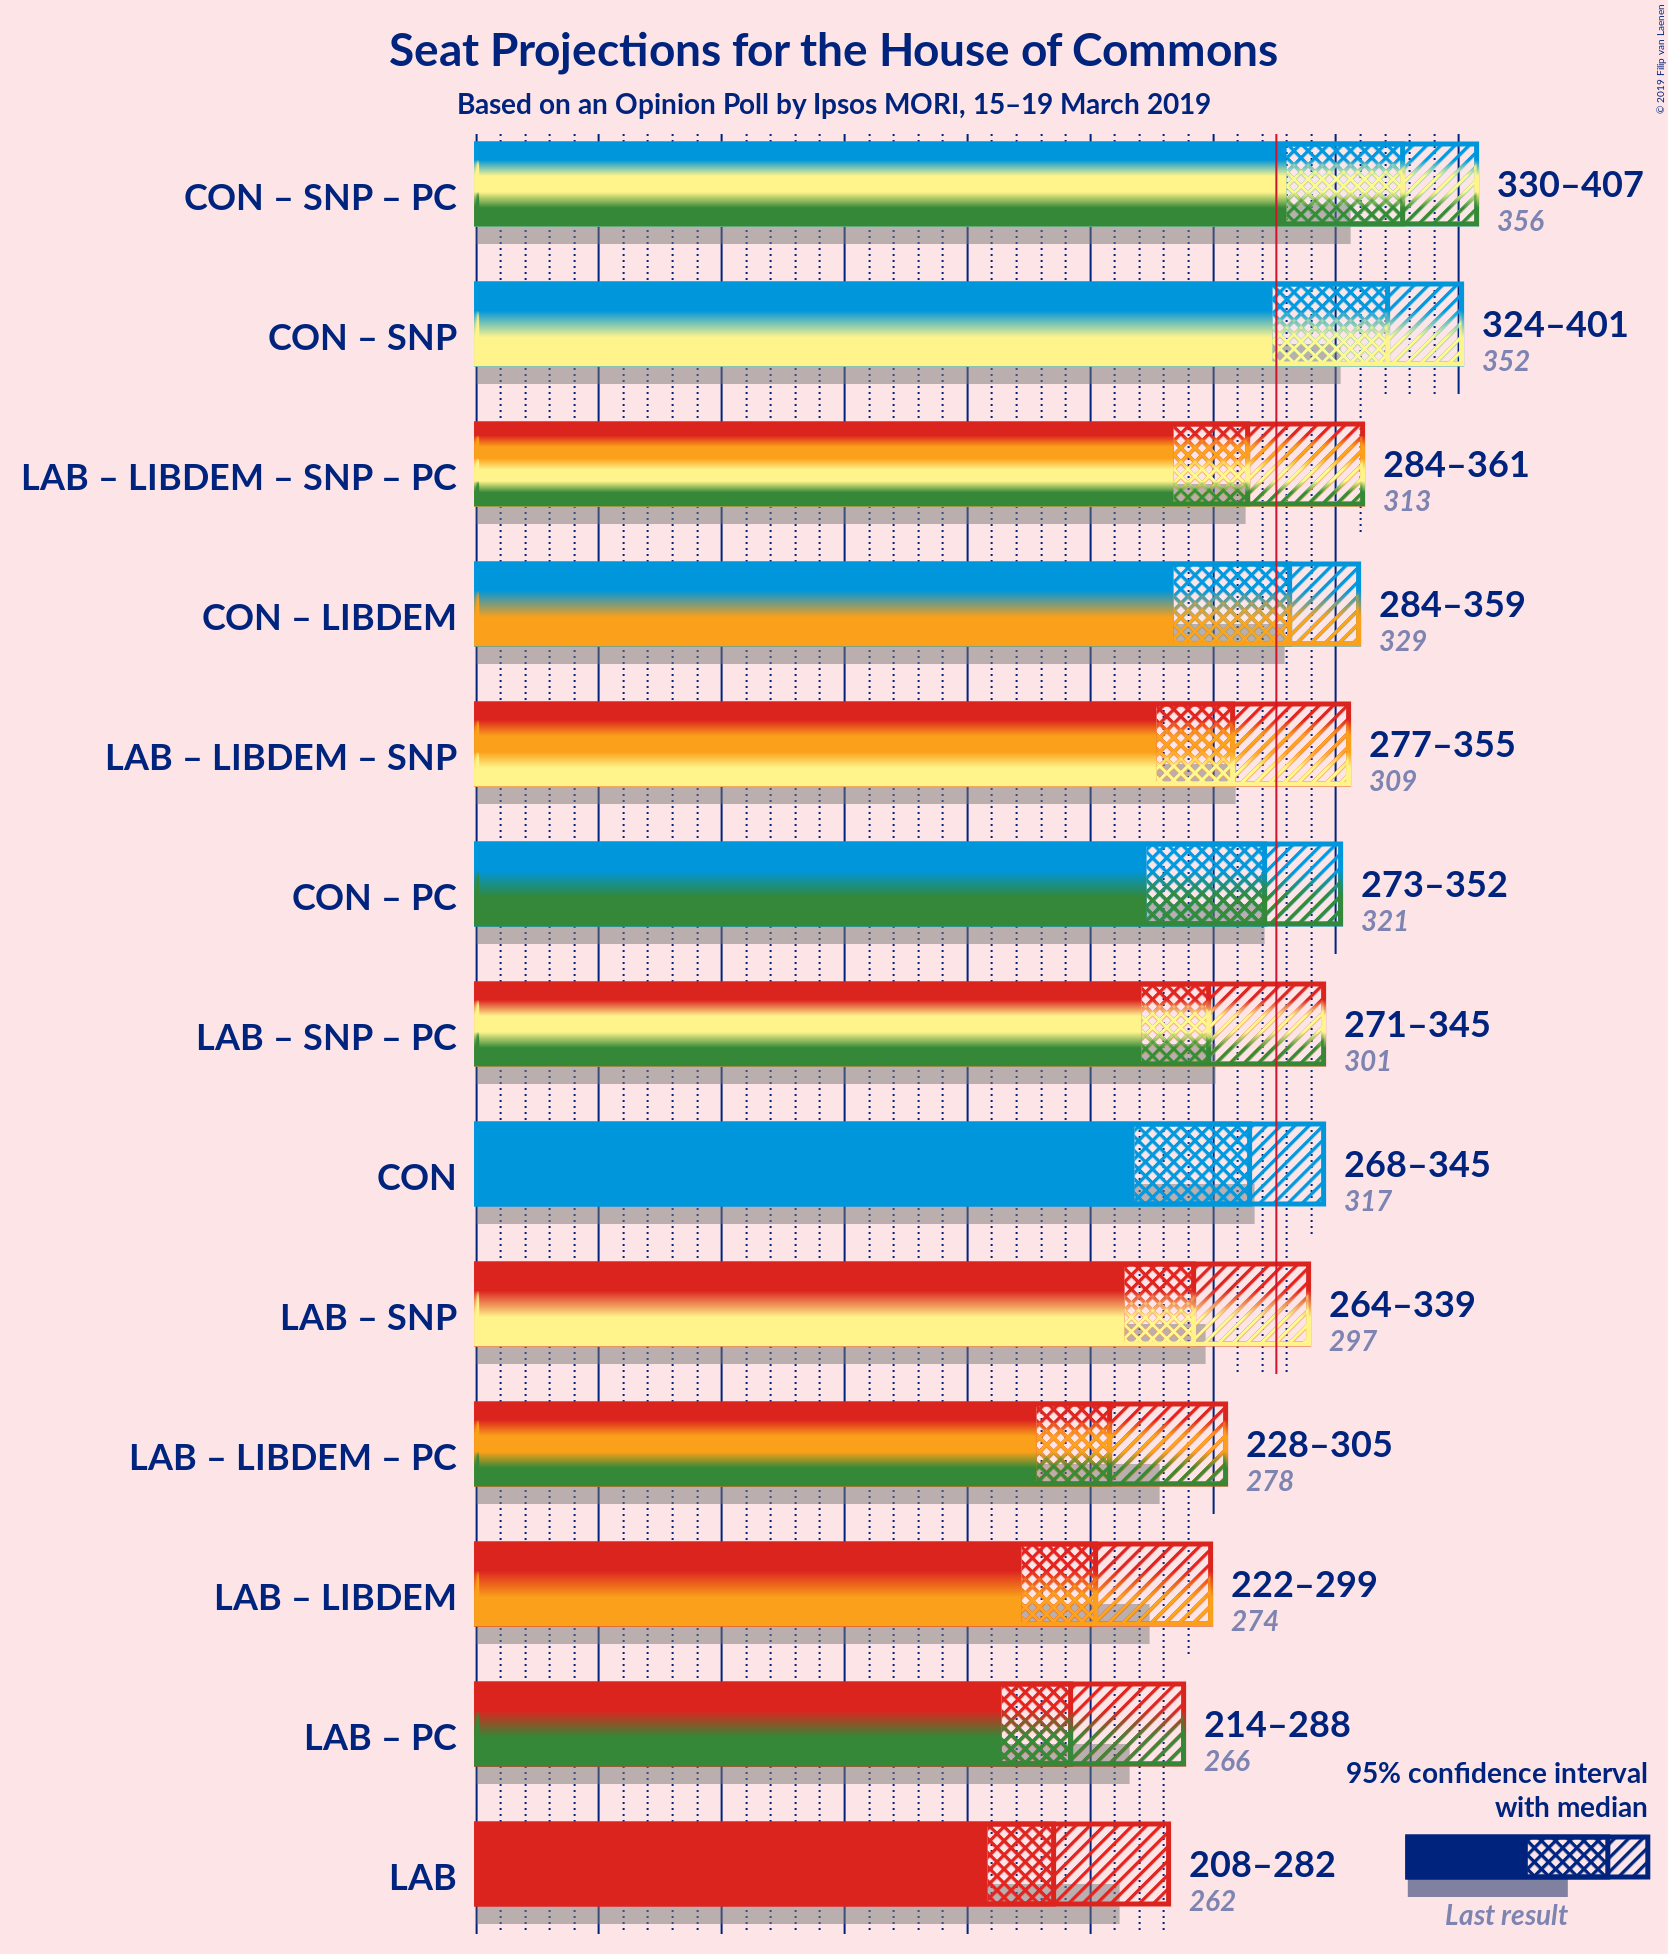 Seat Projections for the House of Commons
Based on an Opinion Poll by Ipsos MORI, 15–19 March 2019
© 2019 Filip van Laenen
CON – SNP – PC
330–407
356
CON – SNP
324–401
352
LAB – LIBDEM – SNP – PC
284–361
313
CON – LIBDEM
284–359
329
LAB – LIBDEM – SNP
277–355
309
CON – PC
273–352
321
LAB – SNP – PC
271–345
301
CON
268–345
317
LAB – SNP
264–339
297
LAB – LIBDEM – PC
228–305
278
LAB – LIBDEM
222–299
274
LAB – PC
214–288
266
LAB
208–282
262
95% confidence interval
with median
Last result